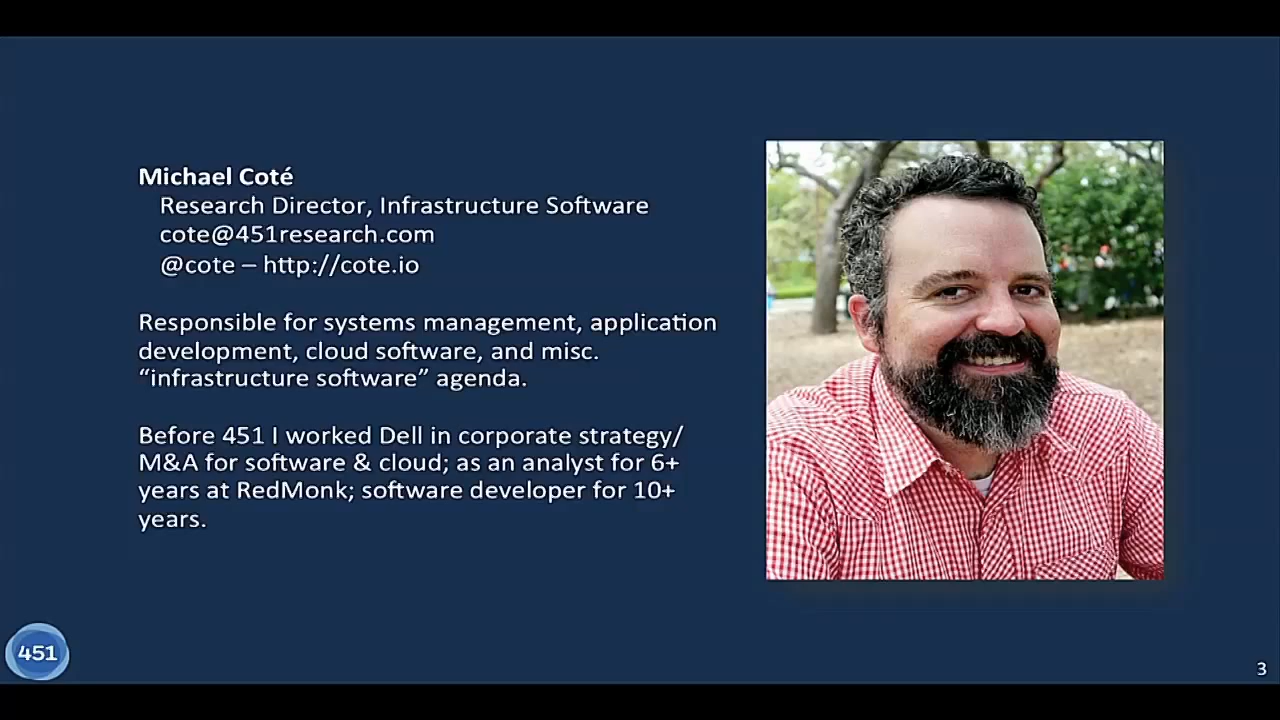 Michael Coté
Research Director, Infrastructure Software
cote@451research.com
@cote – http://cote.io
Responsible for systems management, application
development, cloud software, and misc.
“infrastructure software” agenda.
Before 451 I worked Dell in corporate strategy/
M&A for software & cloud; as an analyst for 6+
years at RedMonk; software developer for 10+
years.
451
3